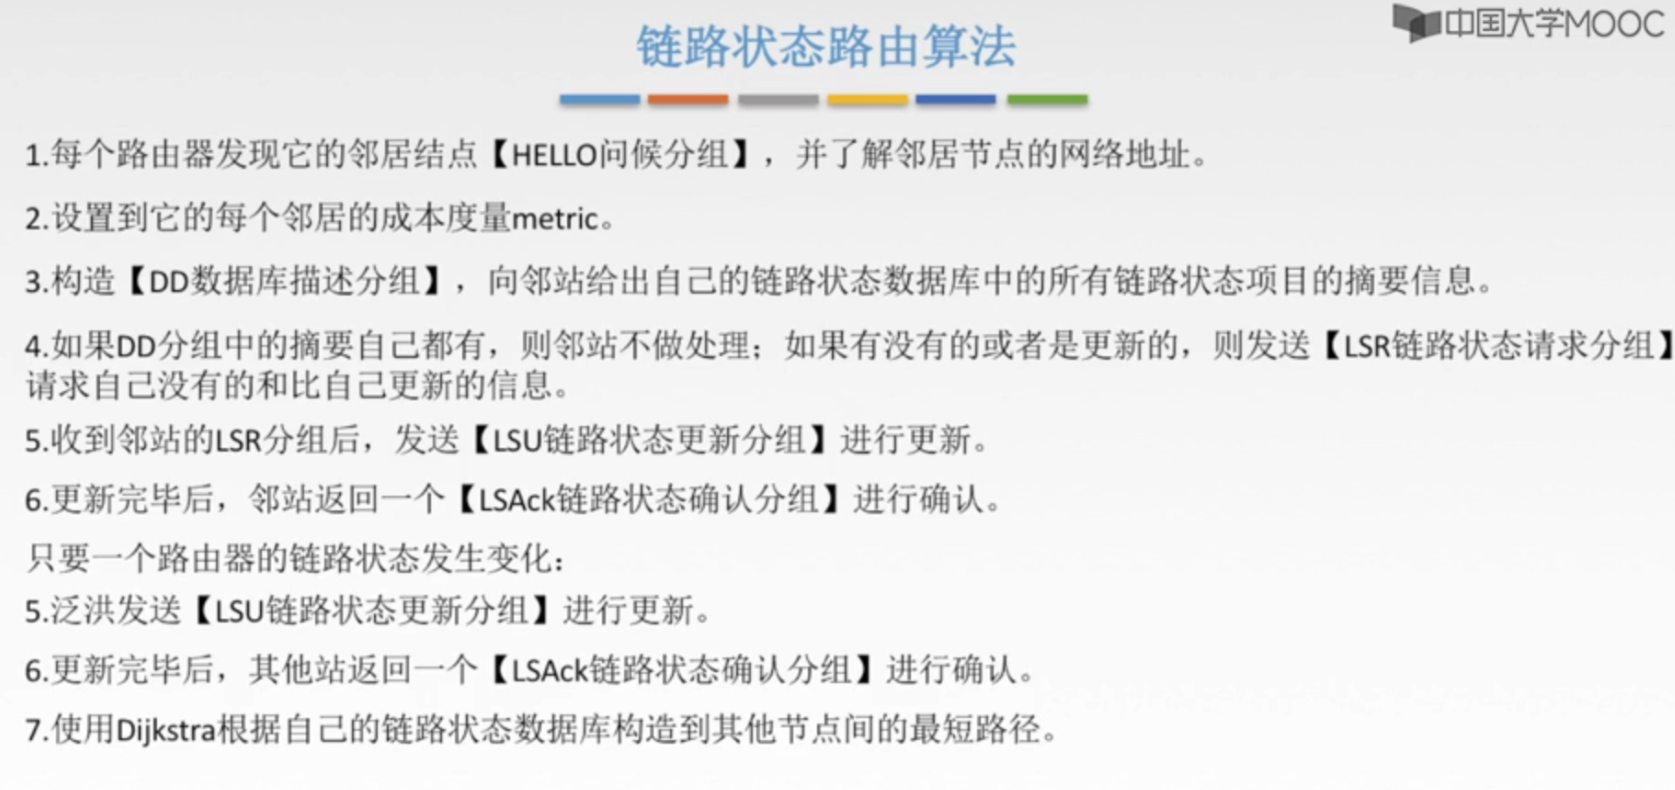 链路状态路由算法
中国大学MOOC
1.每个路由器发现它的邻居结点【HELLO问候分组】，并了解邻居节点的网络地址。
2.设置到它的每个邻居的成本度量metric。
3.构造【DD数据库描述分组】，向邻站给出自己的链路状态数据库中的所有链路状态项目的摘要信息。
4.如果DD分组中的摘要自己都有，则邻站不做处理；如果有没有的或者是更新的，则发送【LSR链路状态请求分组】
请求自己没有的和比自己更新的信息。
5.收到邻站的LSR分组后，发送【LSU链路状态更新分组】进行更新。
6.更新完毕后，邻站返回一个【LSAck链路状态确认分组】进行确认。
只要一个路由器的链路状态发生变化：
5.泛洪发送【LSU链路状态更新分组】进行更新。
6.更新完毕后，其他站返回一个【LSAck链路状态确认分组】进行确认。
7.使用Dijkstra根据自己的链路状态数据库构造到其他节点间的最短路径。